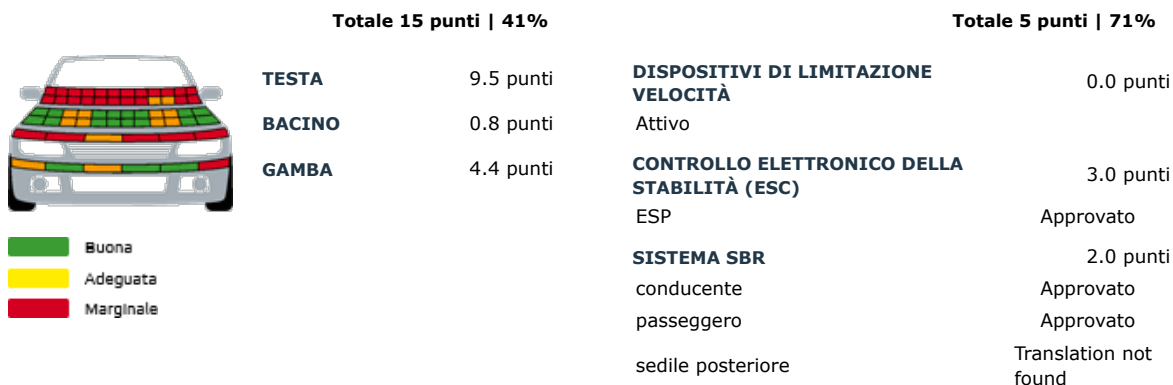 Totale 15 punti | 41%
TESTA 9.5 punti
BACINO 0.8 punti
GAMBA 4.4 punti
Buona
Adeguata
Marginale
Totale 5 punti | 71%
DISPOSITIVI DI LIMITAZIONE
VELOCITÀ 0.0 punti
Attivo
CONTROLLO ELETTRONICO DELLA
STABILITÀ (ESC) 3.0 punti
ESP Approvato
SISTEMA SBR 2.0 punti
conducente Approvato
passeggero Approvato
sedile posteriore Translation not
found